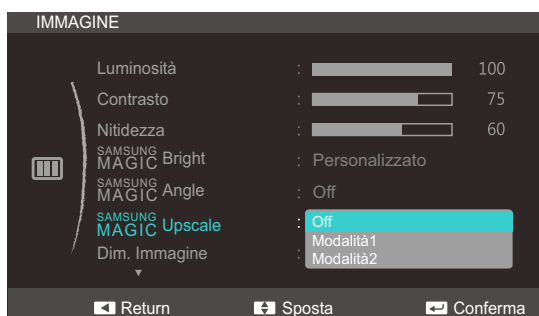 IMMAGINE
Luminosità : 100
Contrasto : 75
Nitidezza : 60
SAMSUNG MAGIC Bright : Personalizzato
SAMSUNG MAGIC Angle : Off
SAMSUNG MAGIC Upscale : Off
Modalità1
Dim. Immagine : Modalità2
Return Sposta Conferma